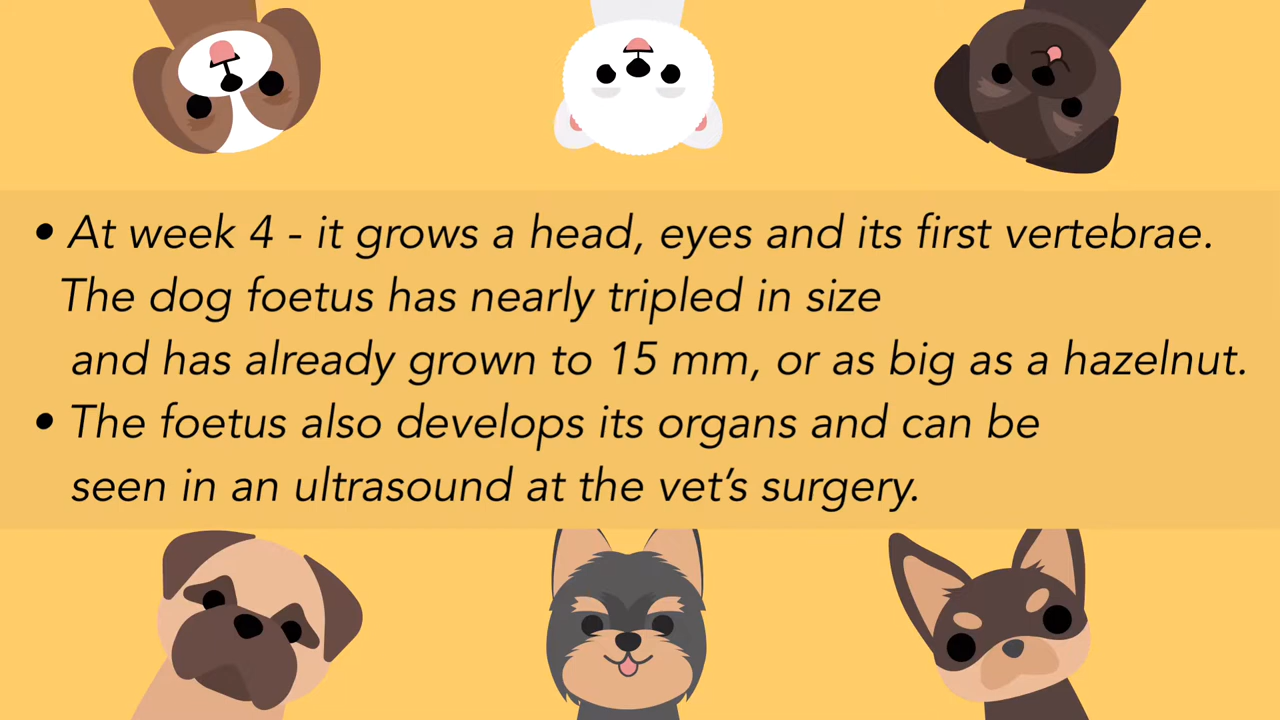 • At week 4 - it grows a head, eyes and its first vertebrae.
The dog foetus has nearly tripled in size
and has already grown to 15 mm, or as big as a hazelnut.
• The foetus also develops its organs and can be
seen in an ultrasound at the vet’s surgery.